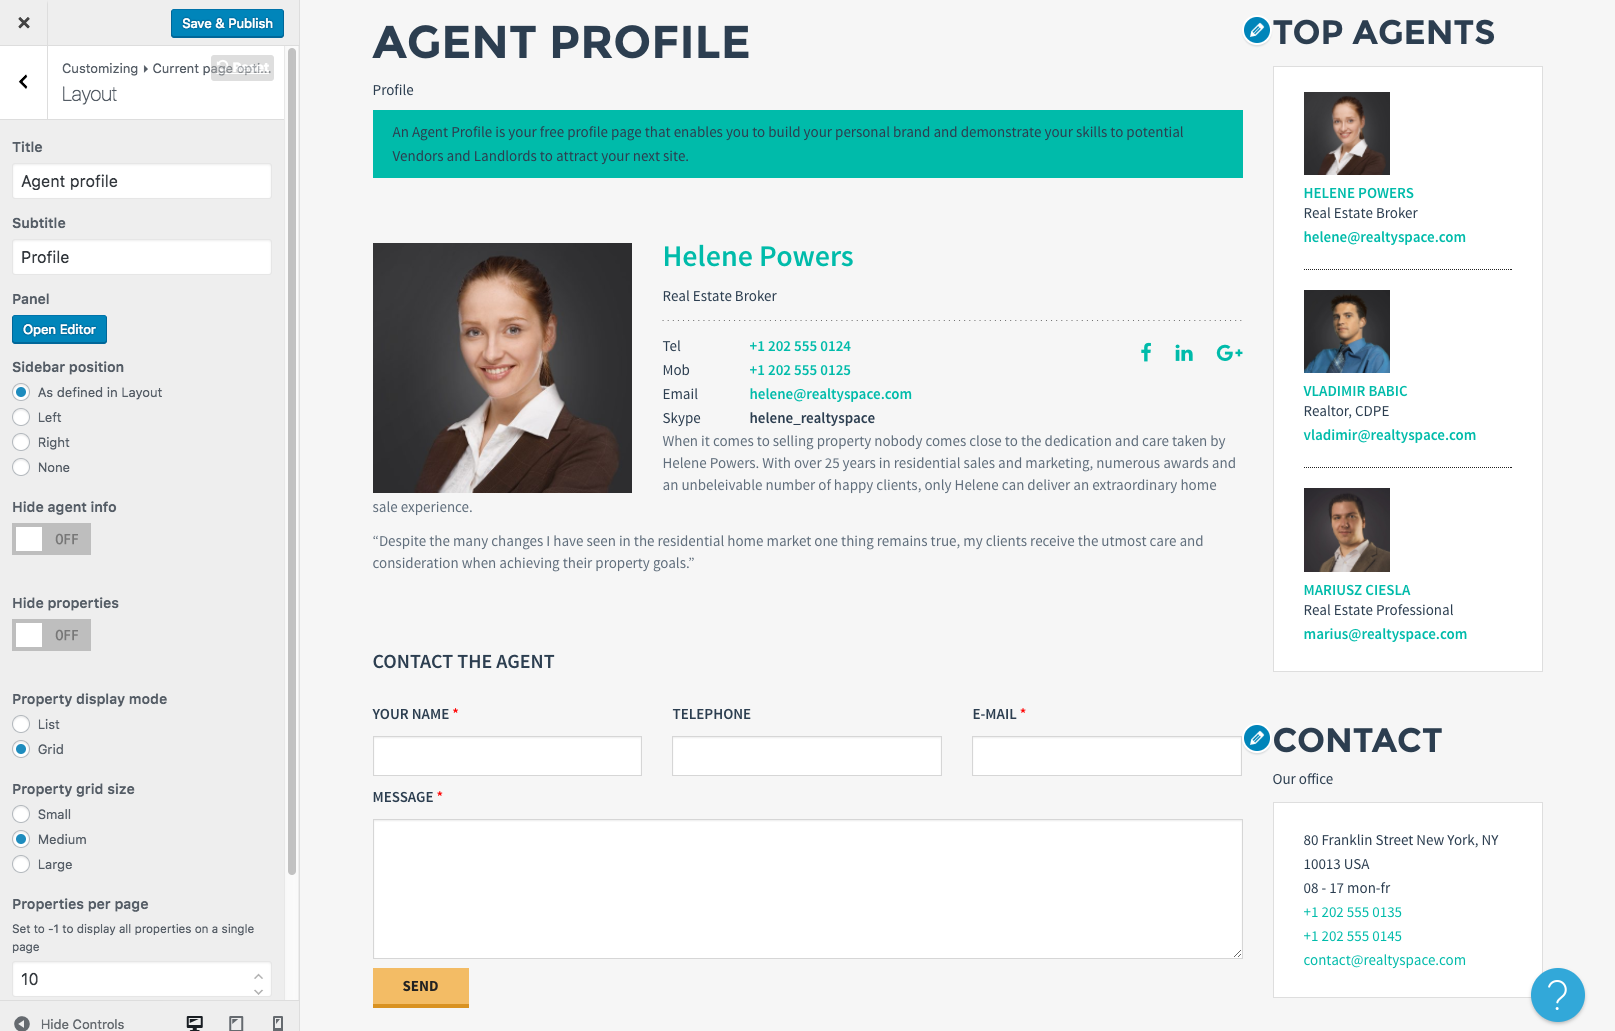 Save & Publish
Customizing ▸ Current page opti...
Layout
Title
Agent profile
Subtitle
Profile
Panel
Open Editor
Sidebar position
As defined in Layout
Left
Right
None
Hide agent info
OFF
Hide properties
OFF
Property display mode
List
Grid
Property grid size
Small
Medium
Large
Properties per page
Set to -1 to display all properties on a single
page
10
Hide Controls
AGENT PROFILE
Profile
An Agent Profile is your free profile page that enables you to build your personal brand and demonstrate your skills to potential
Vendors and Landlords to attract your next site.
Helene Powers
Real Estate Broker
Tel +1 202 555 0124
Mob +1 202 555 0125
Email helene@realtyspace.com
Skype helene_realtyspace
When it comes to selling property nobody comes close to the dedication and care taken by
Helene Powers. With over 25 years in residential sales and marketing, numerous awards and
an unbeleivable number of happy clients, only Helene can deliver an extraordinary home
sale experience.
“Despite the many changes I have seen in the residential home market one thing remains true, my clients receive the utmost care and
consideration when achieving their property goals.”
CONTACT THE AGENT
YOUR NAME * TELEPHONE E-MAIL *
MESSAGE *
SEND
TOP AGENTS
HELENE POWERS
Real Estate Broker
helene@realtyspace.com
VLADIMIR BABIC
Realtor, CDPE
vladimir@realtyspace.com
MARIUSZ CIESLA
Real Estate Professional
marius@realtyspace.com
CONTACT
Our office
80 Franklin Street New York, NY
10013 USA
08 - 17 mon-fr
+1 202 555 0135
+1 202 555 0145
contact@realtyspace.com
?